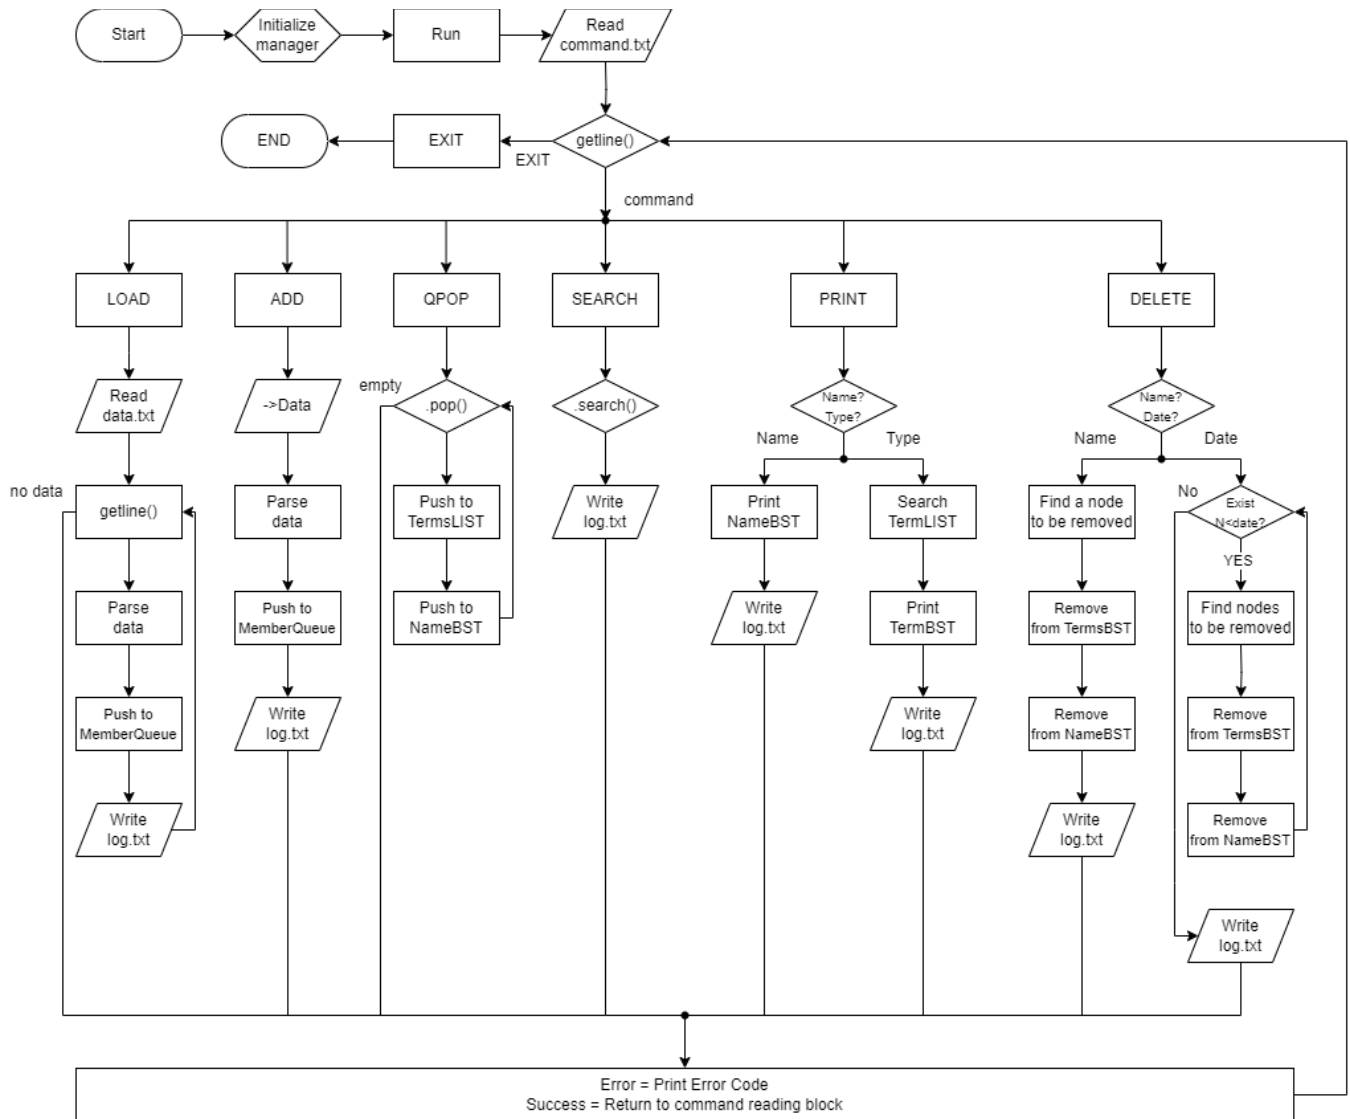 Start
Initialize
manager
Run
Read
command.txt
END
EXIT
EXIT
getline()
command
LOAD
ADD
QPOP
SEARCH
PRINT
DELETE
Read
data.txt
->Data
empty
.pop()
.search()
Name?
Type?
Name?
Date?
Name
Type
Name
Date
no data
getline()
Parse
data
Push to
TermsLIST
Write
log.txt
Print
NameBST
Search
TermLIST
Find a node
to be removed
No
Exist
N<date?
YES
Parse
data
Push to
MemberQueue
Push to
NameBST
Write
log.txt
Print
TermBST
Remove
from TermsBST
Find nodes
to be removed
Push to
MemberQueue
Write
log.txt
Write
log.txt
Remove
from NameBST
Remove
from TermsBST
Write
log.txt
Write
log.txt
Remove
from NameBST
Write
log.txt
Error = Print Error Code
Success = Return to command reading block